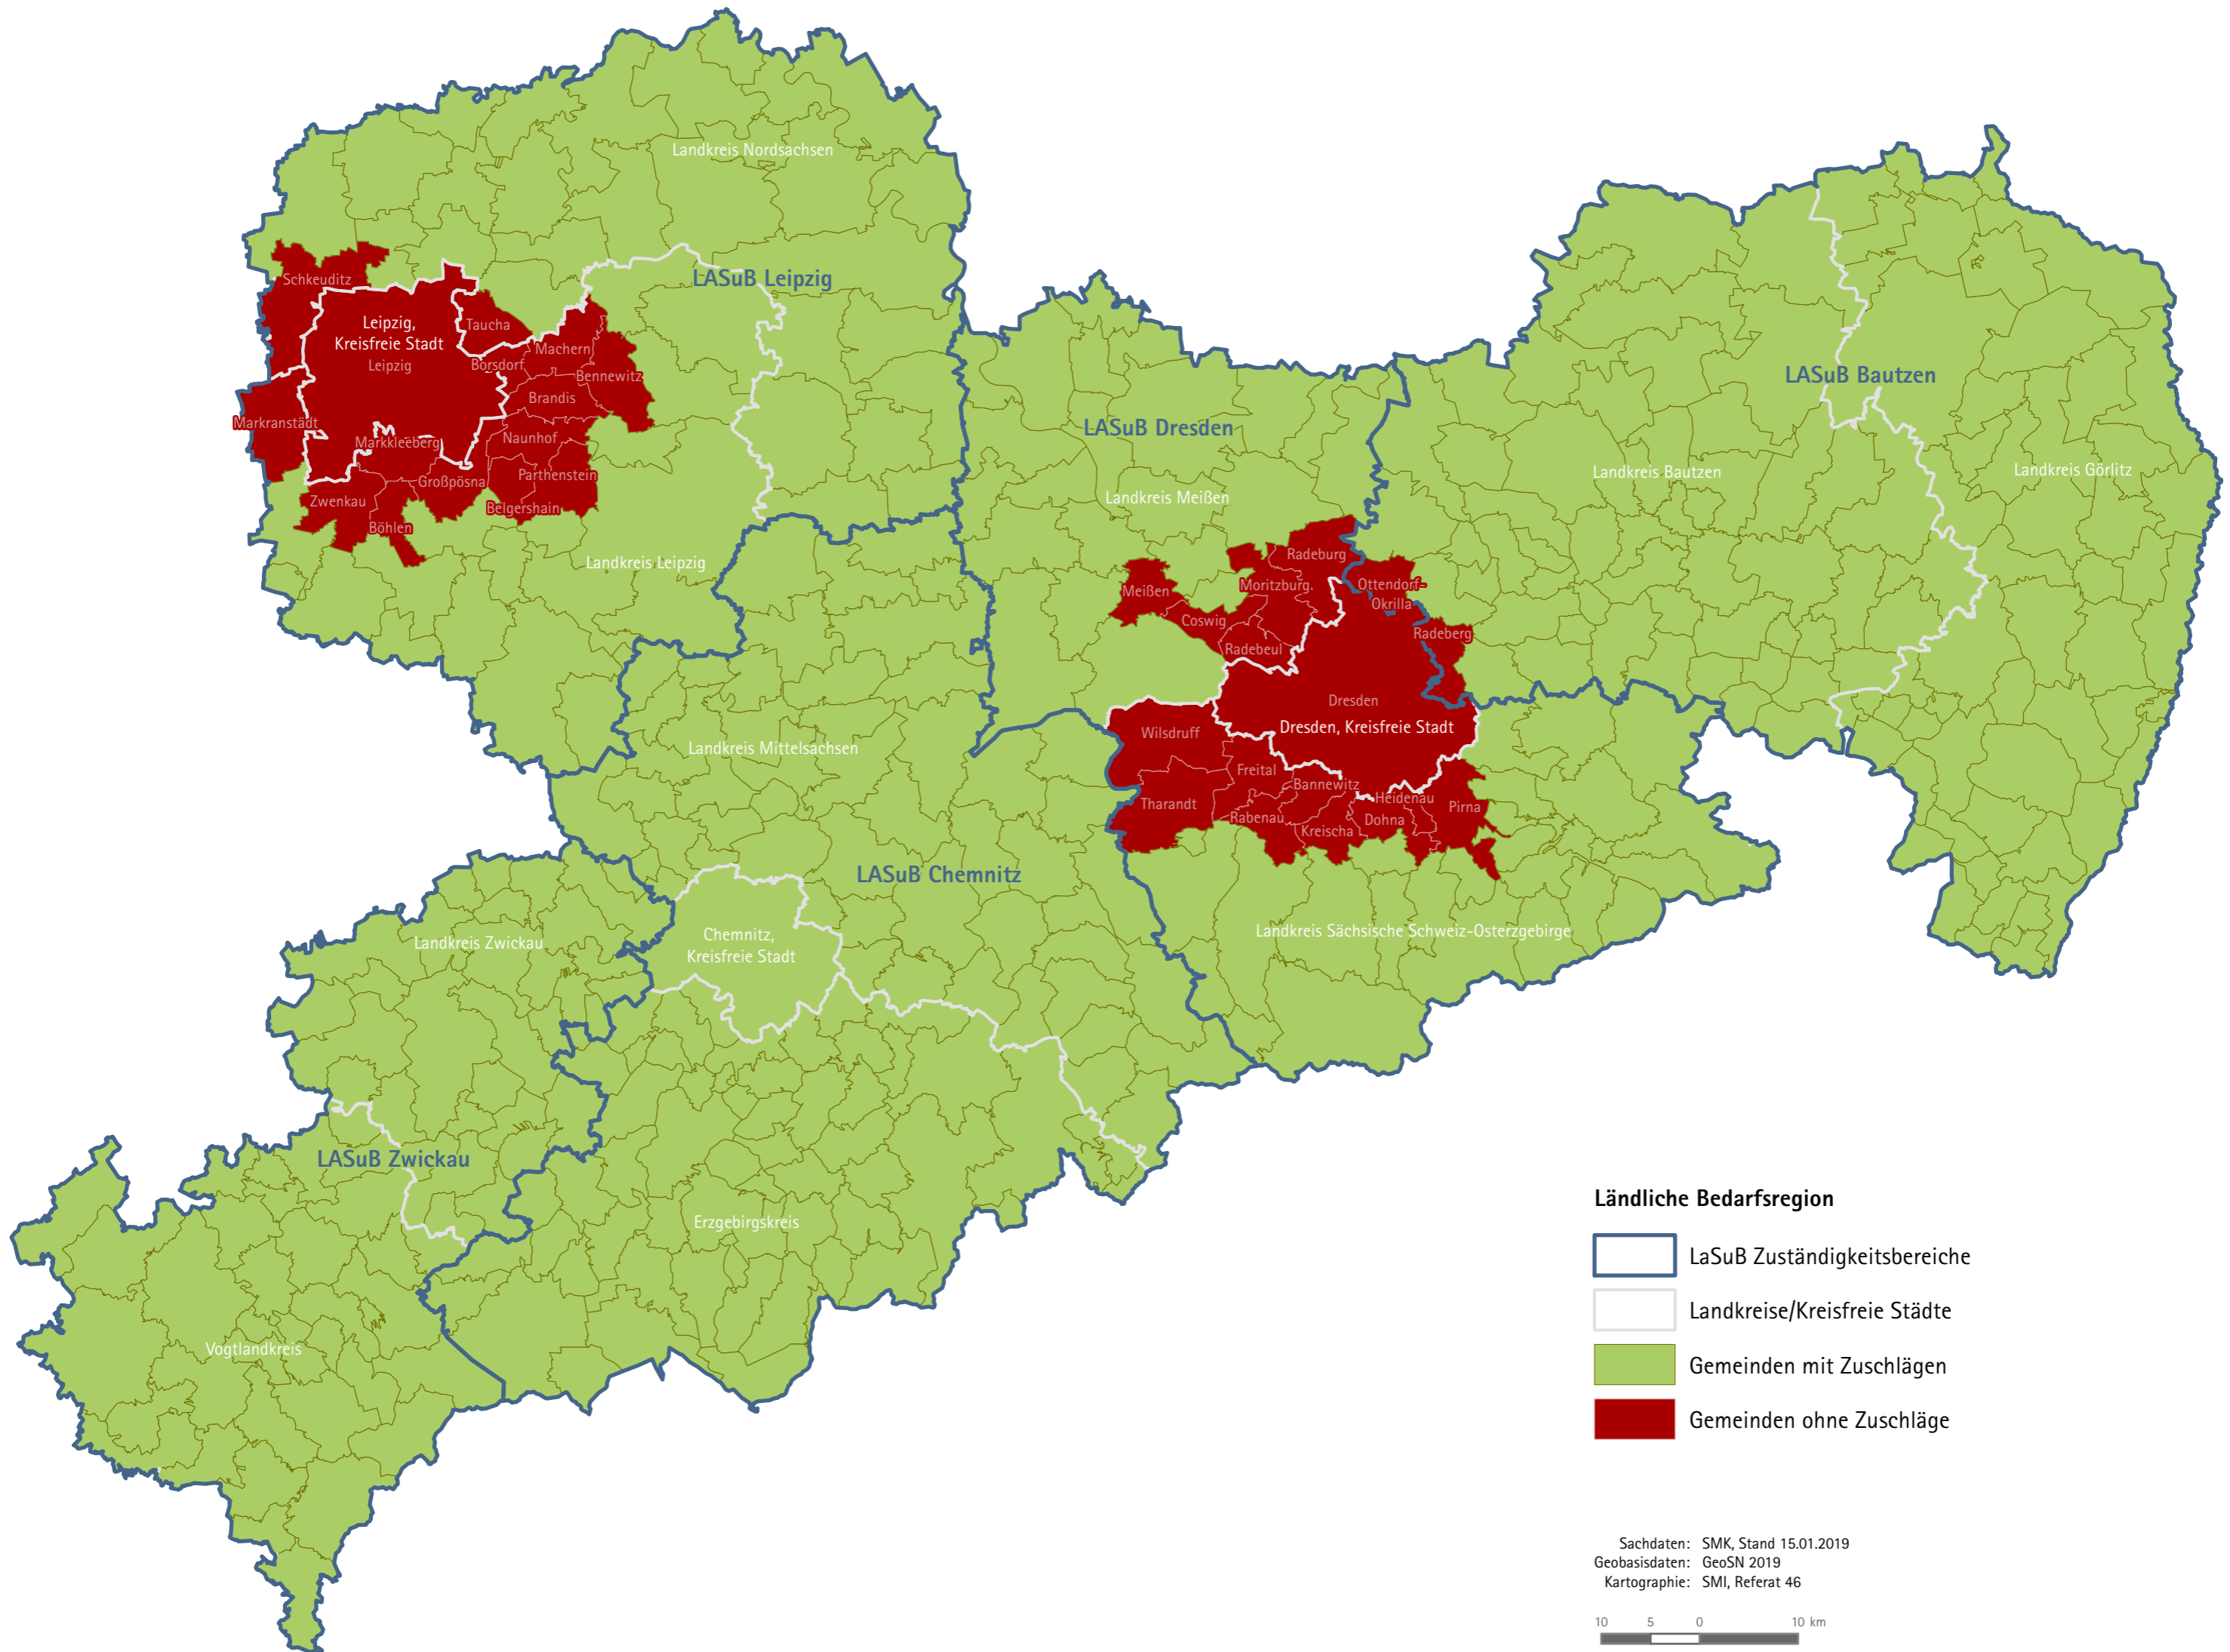 Landkreis Nordsachsen
LASuB Leipzig
Schkeuditz
Leipzig,
Kreisfreie Stadt
Leipzig
Taucha
Borsdorf
Machern
Bennewitz
Brandis
Markranstädt
Markkleeberg
Naunhof
Großpösna
Parthenstein
Zwenkau
Belgershain
Böhlen
Landkreis Leipzig
LASuB Dresden
Landkreis Meißen
Radeburg
Meißen
Moritzburg
Coswig
Radebeul
Ottendorf-
Okrilla
Radeberg
Dresden
Dresden, Kreisfreie Stadt
Wilsdruff
Freital
Bannewitz
Tharandt
Heidenau
Pirna
Rabenau
Dohna
Kreischa
Landkreis Sächsische Schweiz-Osterzgebirge
LASuB Bautzen
Landkreis Bautzen
Landkreis Görlitz
Landkreis Mittelsachsen
LASuB Chemnitz
Chemnitz,
Kreisfreie Stadt
Landkreis Zwickau
LASuB Zwickau
Erzgebirgskreis
Vogtlandkreis
Ländliche Bedarfsregion
LaSuB Zuständigkeitsbereiche
Landkreise/Kreisfreie Städte
Gemeinden mit Zuschlägen
Gemeinden ohne Zuschläge
Sachdaten: SMK, Stand 15.01.2019
Geobasisdaten: GeoSN 2019
Kartographie: SMI, Referat 46
10 5 0 10 km